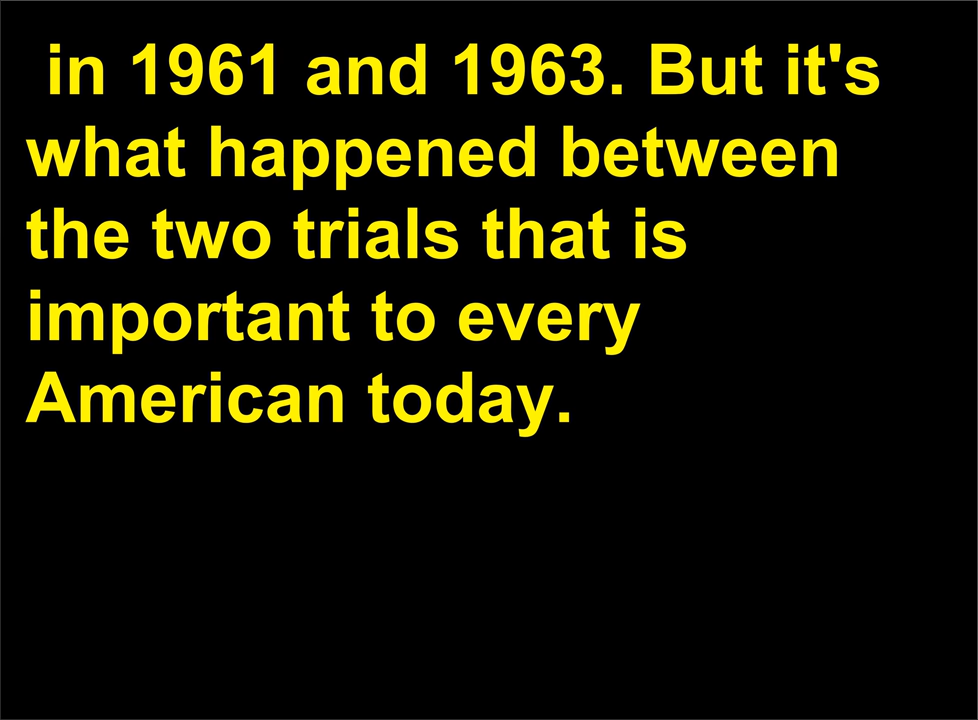 in 1961 and 1963. But it's
what happened between
the two trials that is
important to every
American today.